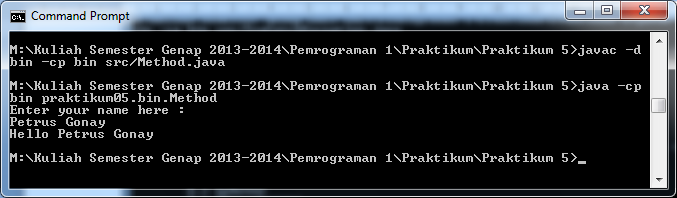 Command Prompt
M:\Kuliah Semester Genap 2013-2014\Pemrograman 1\Praktikum\Praktikum 5>javac -d
bin -cp bin src/Method.java
M:\Kuliah Semester Genap 2013-2014\Pemrograman 1\Praktikum\Praktikum 5>java -cp
bin praktikum05.bin.Method
Enter your name here :
Petrus Gonay
Hello Petrus Gonay
M:\Kuliah Semester Genap 2013-2014\Pemrograman 1\Praktikum\Praktikum 5>_